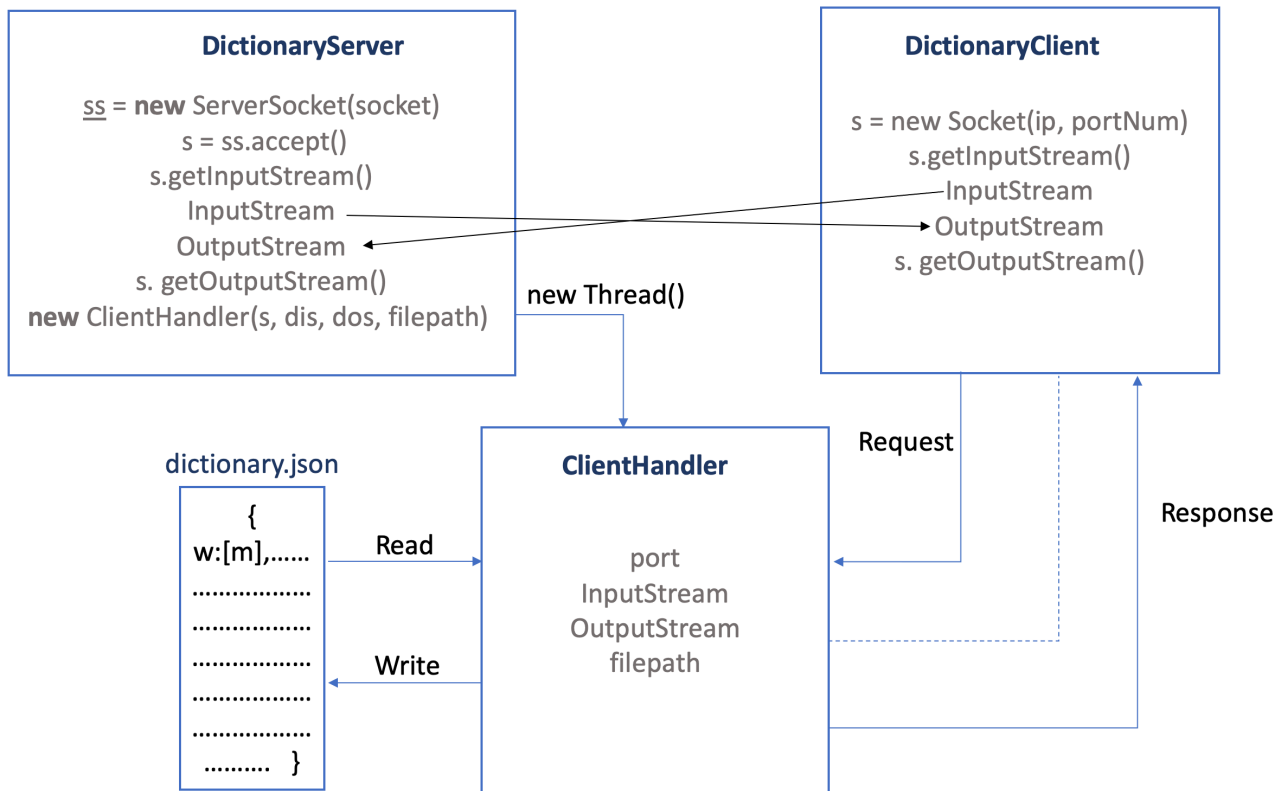 DictionaryServer
ss = new ServerSocket(socket)
s = ss.accept()
s.getInputStream()
InputStream
OutputStream
s. getOutputStream()
new ClientHandler(s, dis, dos, filepath)
DictionaryClient
s = new Socket(ip, portNum)
s.getInputStream()
InputStream
OutputStream
s. getOutputStream()
new Thread()
dictionary.json
{
w:[m],......
..................
..................
..................
..................
..................
.......... }
Read
Write
ClientHandler
port
InputStream
OutputStream
filepath
Request
Response